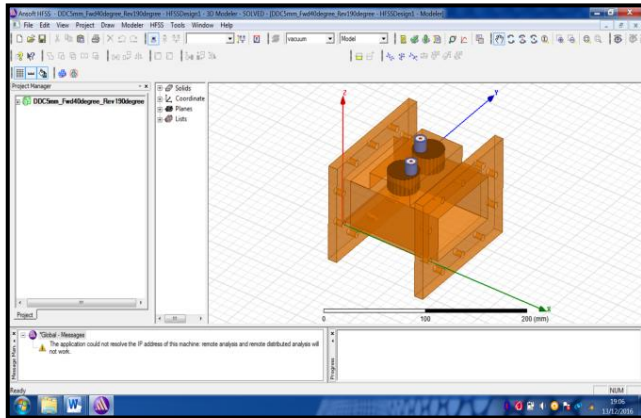 Ansoft HFSS - DDC5mm_Fwd40degree_Rev190degree - HFSSDesign1 - 3D Modeler - SOLVED - [DDC5mm_Fwd40degree_Rev190degree - HFSSDesign1 - Modeler]
File Edit View Project Draw Modeler HFSS Tools Window Help
vacuum Model
Project Manager
DDC5mm_Fwd40degree_Rev190degree
Solids
Coordinate
Planes
Lists
Z
Y
X
0 100 200 (mm)
Project
*Global - Messages
The application could not resolve the IP address of this machine: remote analysis and remote distributed analysis will
not work.
Message Man
Progress
Ready
NUM
19:06
13/12/2016